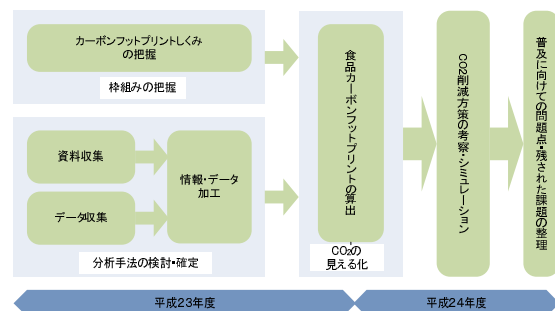 カーボンフットプリントしくみ
の把握
枠組みの把握
資料収集
データ収集
情報・データ
加工
分析手法の検討・確定
食品カーボンフットプリントの算出
CO₂の
見える化
CO2削減方策の考察・シミュレーション
普及に向けての問題点・残された課題の整理
平成23年度
平成24年度